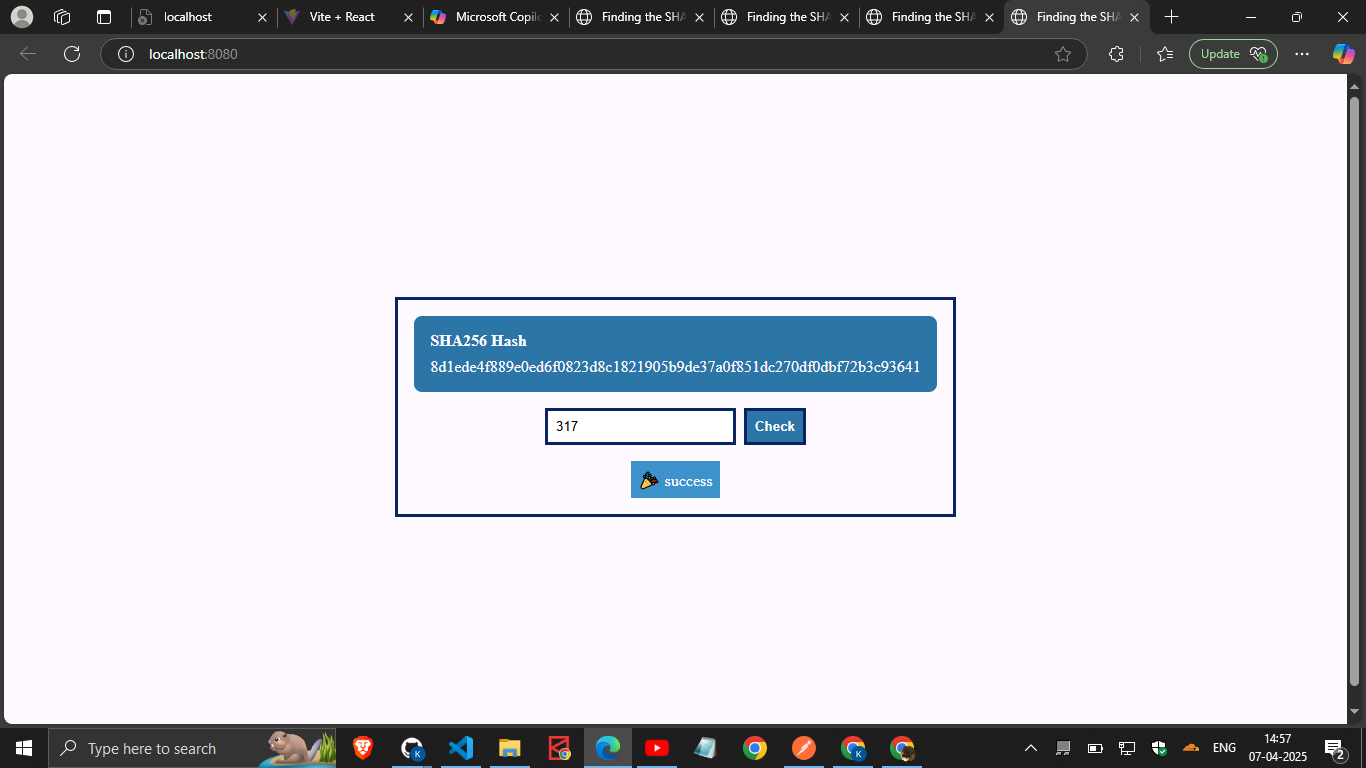 localhost
Vite + React
Microsoft Copil
Finding the SHA
Finding the SHA
Finding the SHA
Finding the SHA
localhost:8080
Update
SHA256 Hash
8d1ede4f889e0ed6f0823d8c1821905b9de37a0f851dc270df0dbf72b3c93641
317
Check
success
Type here to search
K
K
ENG
14:57
07-04-2025
2